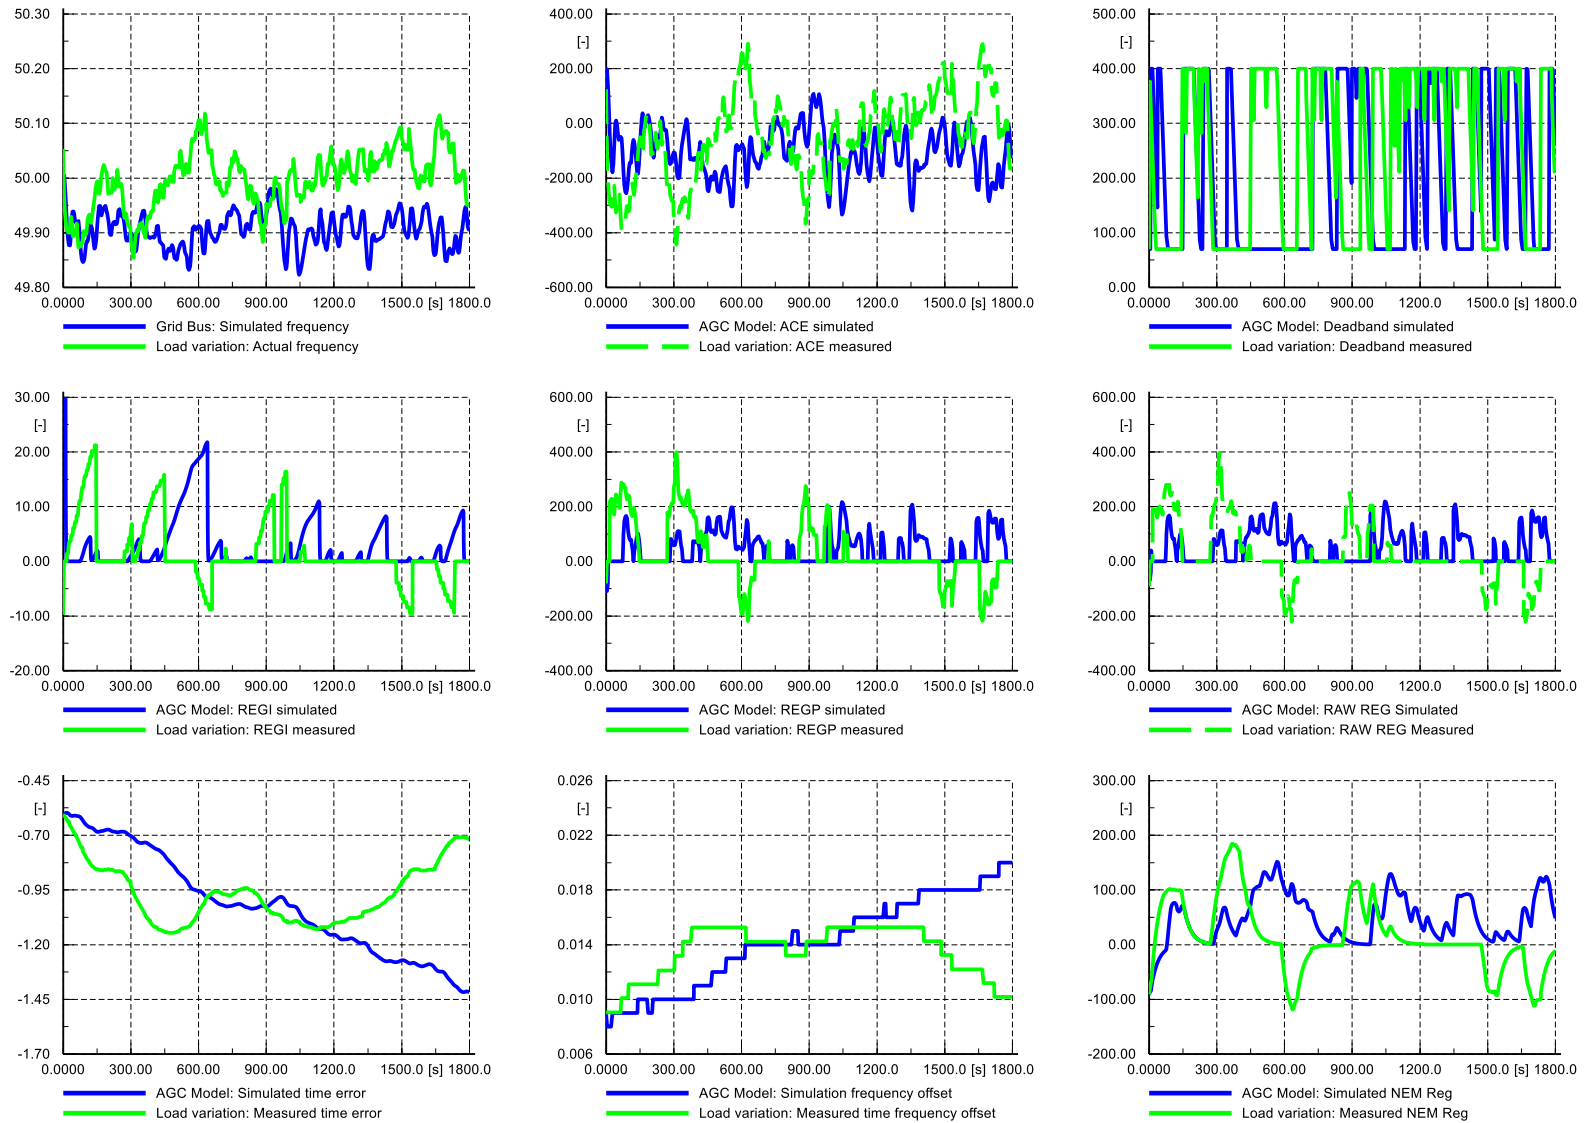 50.30
50.20
50.10
50.00
49.90
49.80
0.0000 300.00 600.00 900.00 1200.0 1500.0 [s] 1800.0
Grid Bus: Simulated frequency
Load variation: Actual frequency
400.00
[-]
200.00
0.00
-200.00
-400.00
-600.00
0.0000 300.00 600.00 900.00 1200.0 1500.0 [s] 1800.0
AGC Model: ACE simulated
Load variation: ACE measured
500.00
[-]
400.00
300.00
200.00
100.00
0.00
0.0000 300.00 600.00 900.00 1200.0 1500.0 [s] 1800.0
AGC Model: Deadband simulated
Load variation: Deadband measured
30.00
[-]
20.00
10.00
0.00
-10.00
-20.00
0.0000 300.00 600.00 900.00 1200.0 1500.0 [s] 1800.0
AGC Model: REGI simulated
Load variation: REGI measured
600.00
[-]
400.00
200.00
0.00
-200.00
-400.00
0.0000 300.00 600.00 900.00 1200.0 1500.0 [s] 1800.0
AGC Model: REGP simulated
Load variation: REGP measured
600.00
[-]
400.00
200.00
0.00
-200.00
-400.00
0.0000 300.00 600.00 900.00 1200.0 1500.0 [s] 1800.0
AGC Model: RAW REG Simulated
Load variation: RAW REG Measured
-0.45
[-]
-0.70
-0.95
-1.20
-1.45
-1.70
0.0000 300.00 600.00 900.00 1200.0 1500.0 [s] 1800.0
AGC Model: Simulated time error
Load variation: Measured time error
0.026
[-]
0.022
0.018
0.014
0.010
0.006
0.0000 300.00 600.00 900.00 1200.0 1500.0 [s] 1800.0
AGC Model: Simulation frequency offset
Load variation: Measured time frequency offset
300.00
[-]
200.00
100.00
0.00
-100.00
-200.00
0.0000 300.00 600.00 900.00 1200.0 1500.0 [s] 1800.0
AGC Model: Simulated NEM Reg
Load variation: Measured NEM Reg